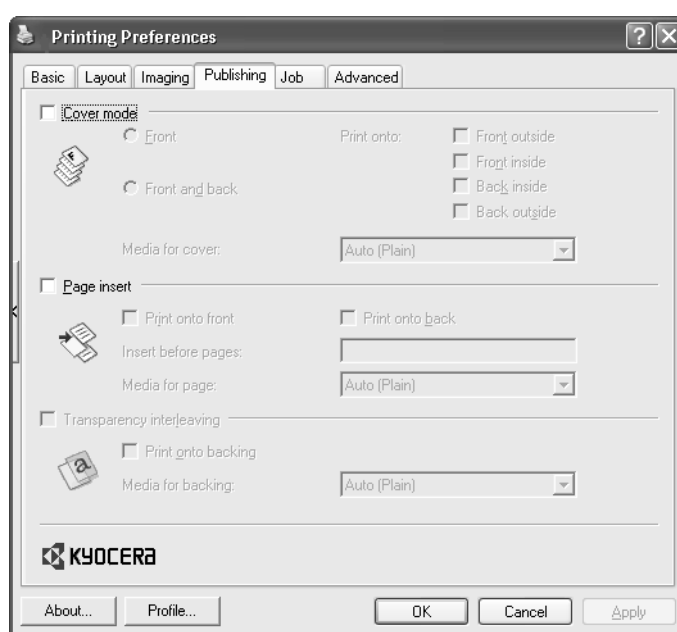 Printing Preferences
Basic Layout Imaging Publishing Job Advanced
Cover mode
Front Print onto: Front outside
Front inside
Front and back Back inside
Back outside
Media for cover: Auto (Plain)
Page insert
Print onto front Print onto back
Insert before pages:
Media for page: Auto (Plain)
Transparency interleaving
Print onto backing
a
Media for backing: Auto (Plain)
KYOCERA
About... Profile... OK Cancel Apply